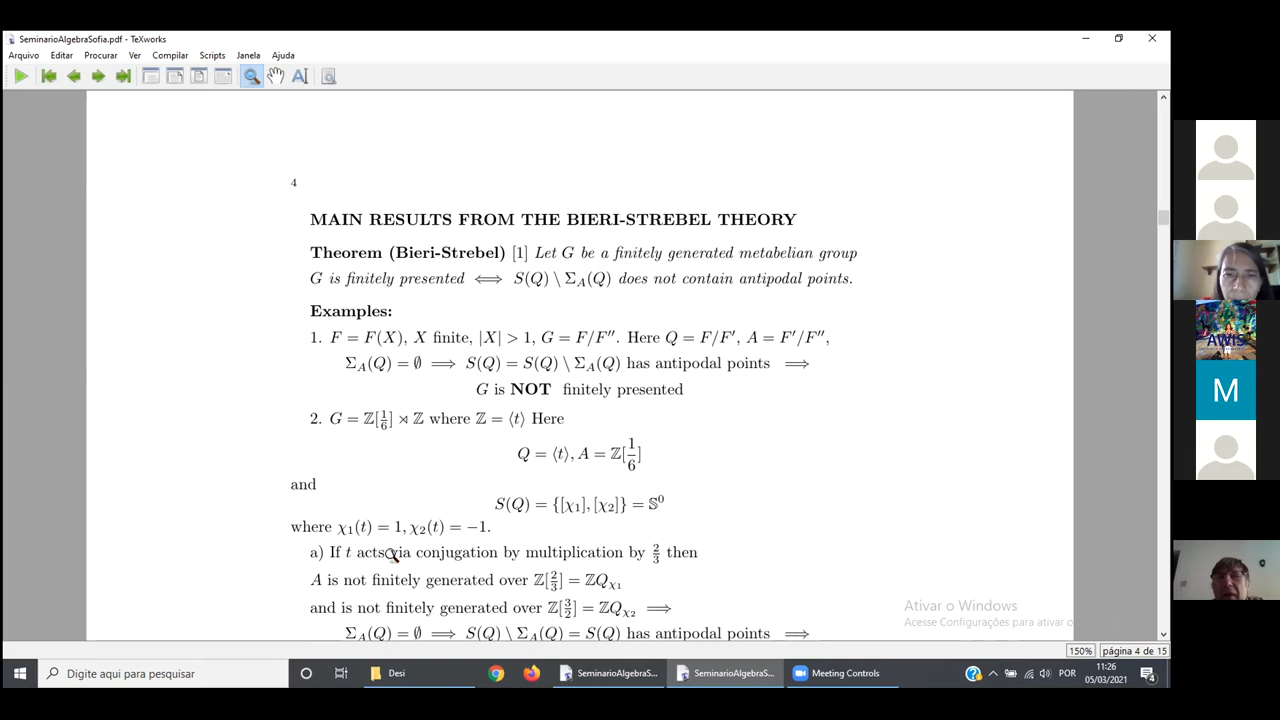 SeminarioAlgebraSofia.pdf - TeXworks
Arquivo Editar Procurar Ver Compilar Scripts Janela Ajuda
4
MAIN RESULTS FROM THE BIERI-STREBEL THEORY
Theorem (Bieri-Strebel) [1] Let G be a finitely generated metabelian group
G is finitely presented ⟺ S(Q) \ Σ_A(Q) does not contain antipodal points.
Examples:
1. F = F(X), X finite, |X| > 1, G = F/F′′. Here Q = F/F′, A = F′/F′′,
Σ_A(Q) = ∅ ⟹ S(Q) = S(Q) \ Σ_A(Q) has antipodal points ⟹
G is NOT finitely presented
2. G = ℤ[1/6] ⋊ ℤ where ℤ = ⟨t⟩ Here
Q = ⟨t⟩, A = ℤ[1/6]
and
S(Q) = {[χ₁], [χ₂]} = 𝕊⁰
where χ₁(t) = 1, χ₂(t) = −1.
a) If t acts via conjugation by multiplication by 2/3 then
A is not finitely generated over ℤ[2/3] = ℤQ_χ₁
and is not finitely generated over ℤ[3/2] = ℤQ_χ₂ ⟹
Σ_A(Q) = ∅ ⟹ S(Q) \ Σ_A(Q) = S(Q) has antipodal points ⟹
Ativar o Windows
Acesse Configurações para ativar o
150% página 4 de 15
AWIS
M
Digite aqui para pesquisar
Desi
SeminarioAlgebraS...
SeminarioAlgebraS...
Meeting Controls
POR
11:26
05/03/2021
4